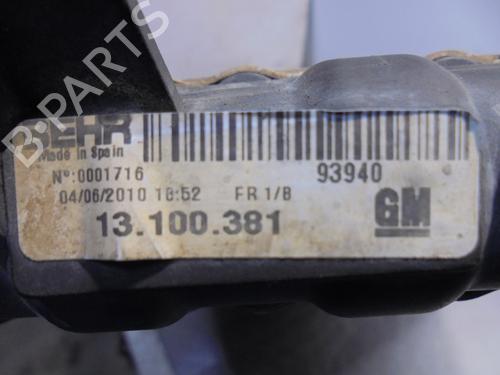 BEHR
Made in Spain
Nº:0001716 93940
04/06/2010 18:52 FR 1/B
13.100.381 GM
B-PARTS